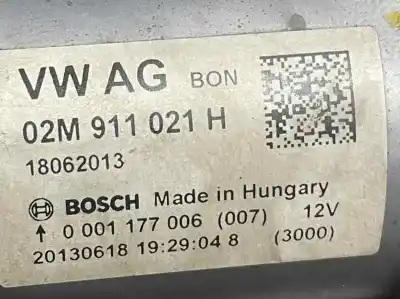 VW AG BON
02M 911 021 H
18062013
BOSCH Made in Hungary
↑ 0 001 177 006 (007) 12V
20130618 19:29:04 8 (3000)